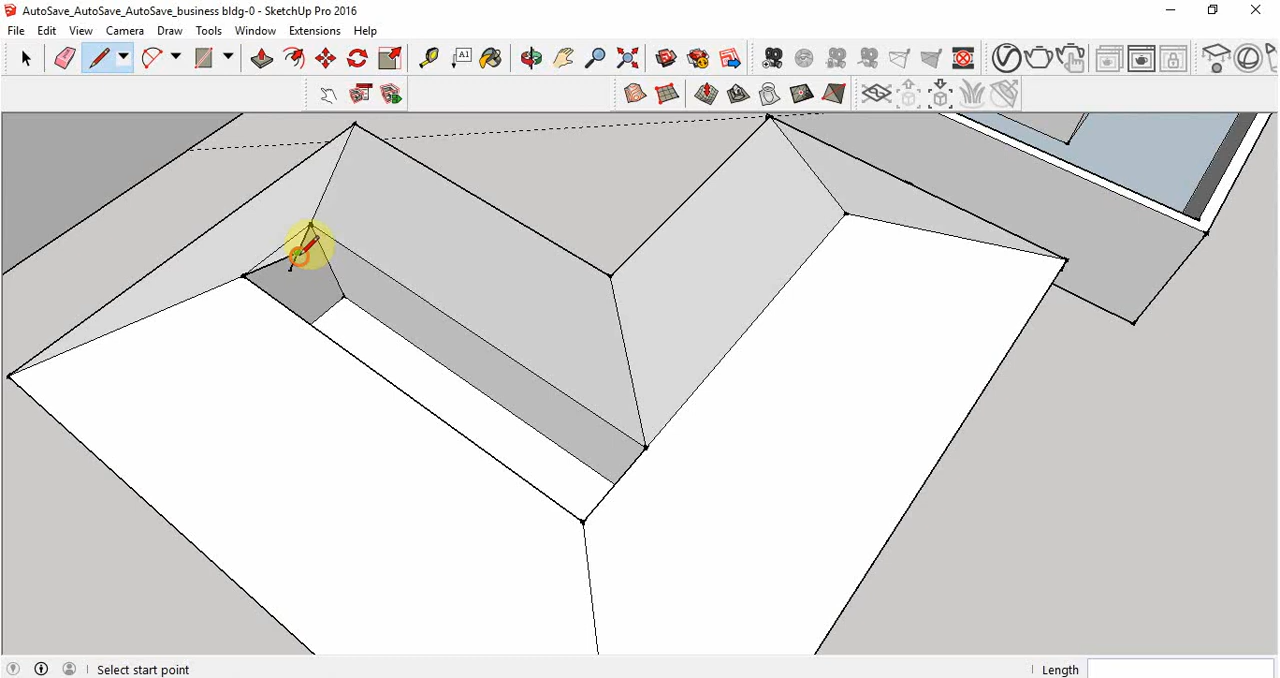 AutoSave_AutoSave_AutoSave_business bldg-0 - SketchUp Pro 2016
File Edit View Camera Draw Tools Window Extensions Help
A1
Select start point
Length